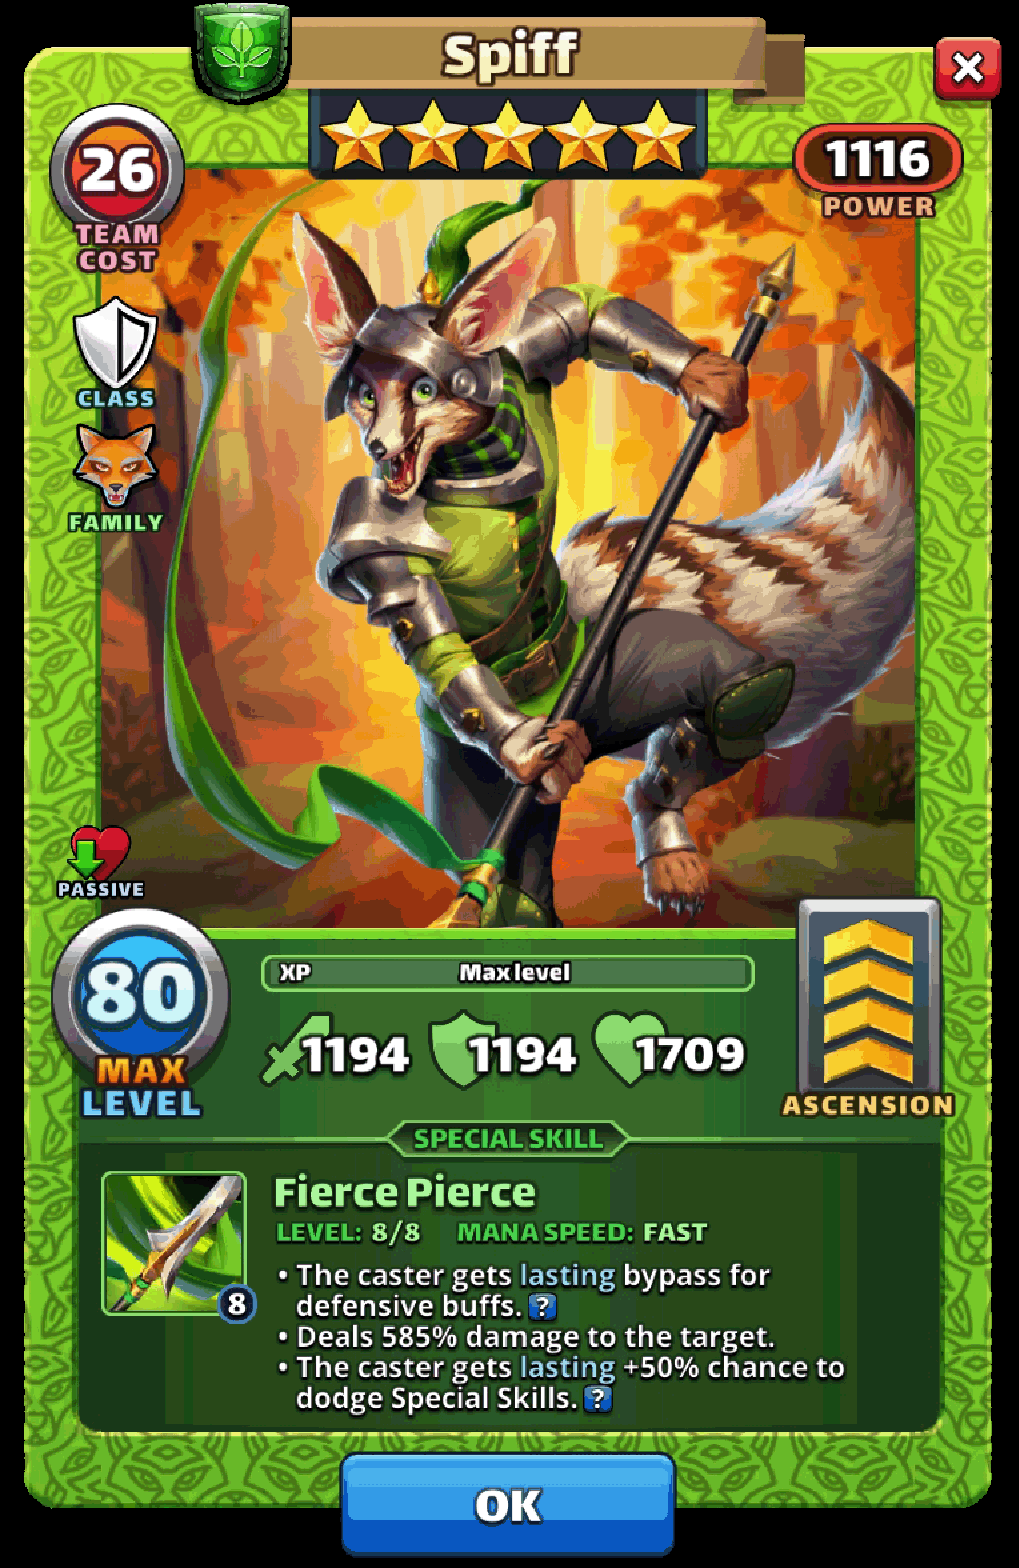 Spiff
26
TEAM
COST
1116
POWER
CLASS
FAMILY
PASSIVE
80
MAX
LEVEL
XP Max level
1194 1194 1709
ASCENSION
SPECIAL SKILL
Fierce Pierce
LEVEL: 8/8 MANA SPEED: FAST
8
• The caster gets lasting bypass for
defensive buffs. ?
• Deals 585% damage to the target.
• The caster gets lasting +50% chance to
dodge Special Skills. ?
OK